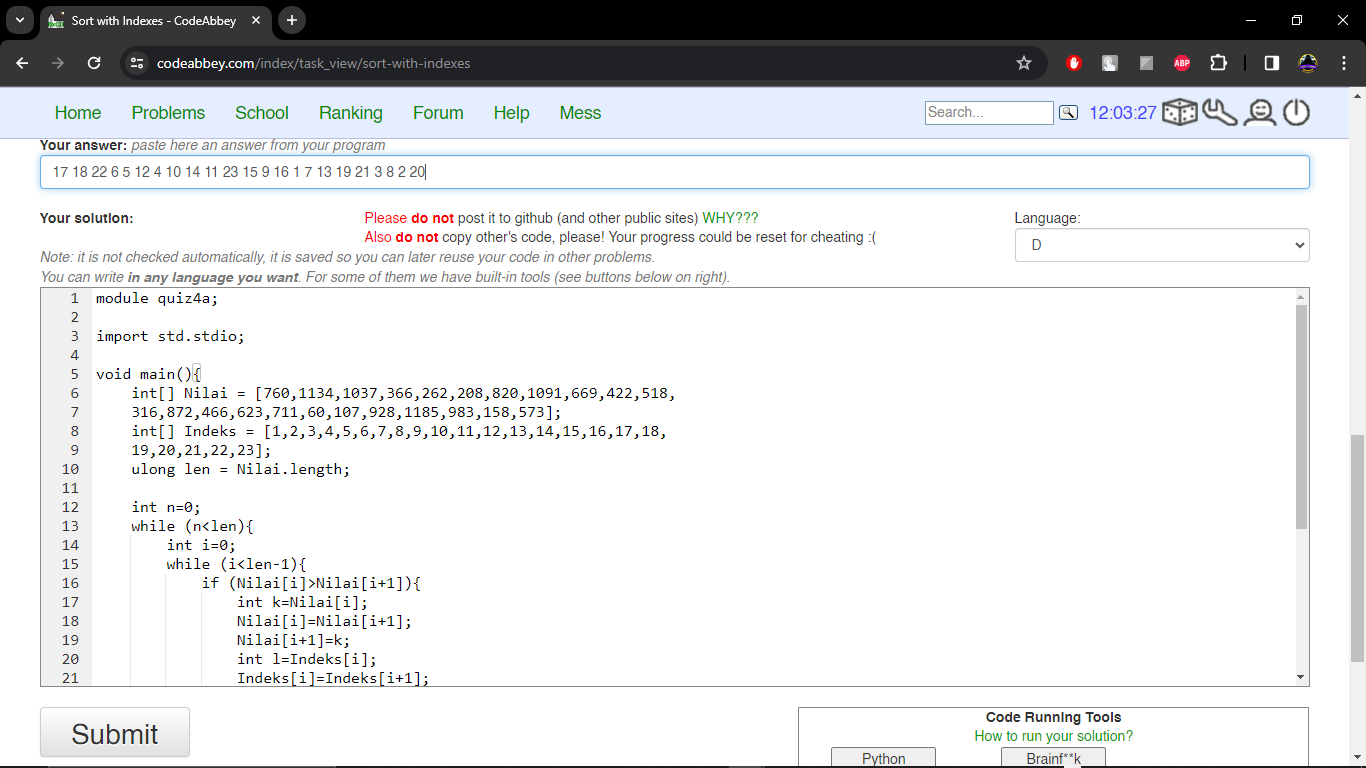 Sort with Indexes - CodeAbbey
codeabbey.com/index/task_view/sort-with-indexes
ABP
Home Problems School Ranking Forum Help Mess Search... 12:03:27
Your answer: paste here an answer from your program
17 18 22 6 5 12 4 10 14 11 23 15 9 16 1 7 13 19 21 3 8 2 20
Your solution: Please do not post it to github (and other public sites) WHY??? Language:
Also do not copy other's code, please! Your progress could be reset for cheating :( D
Note: it is not checked automatically, it is saved so you can later reuse your code in other problems.
You can write in any language you want. For some of them we have built-in tools (see buttons below on right).
1 module quiz4a;
2
3 import std.stdio;
4
5 void main(){
6 int[] Nilai = [760,1134,1037,366,262,208,820,1091,669,422,518,
7 316,872,466,623,711,60,107,928,1185,983,158,573];
8 int[] Indeks = [1,2,3,4,5,6,7,8,9,10,11,12,13,14,15,16,17,18,
9 19,20,21,22,23];
10 ulong len = Nilai.length;
11
12 int n=0;
13 while (n<len){
14 int i=0;
15 while (i<len-1){
16 if (Nilai[i]>Nilai[i+1]){
17 int k=Nilai[i];
18 Nilai[i]=Nilai[i+1];
19 Nilai[i+1]=k;
20 int l=Indeks[i];
21 Indeks[i]=Indeks[i+1];
Submit
Code Running Tools
How to run your solution?
Python Brainf**k